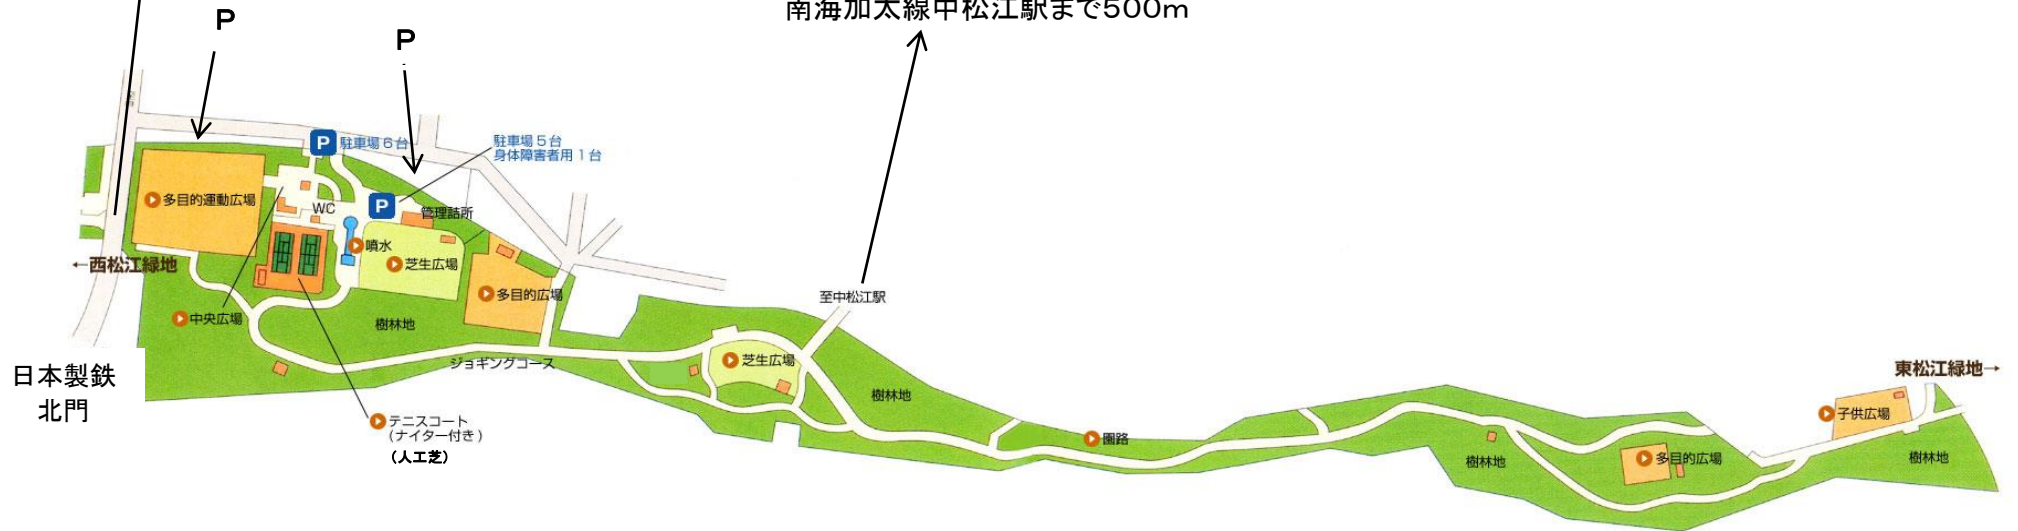 南海加太線中松江駅まで500m
P
P
P
駐車場6台
駐車場5台
身体障害者用1台
P
多目的運動広場
WC
管理詰所
噴水
芝生広場
←西松江緑地
多目的広場
至中松江駅
中央広場
樹林地
ジョギングコース
芝生広場
日本製鉄
北門
樹林地
東松江緑地→
テニスコート
(ナイター付き)
(人工芝)
子供広場
園路
樹林地
多目的広場
樹林地